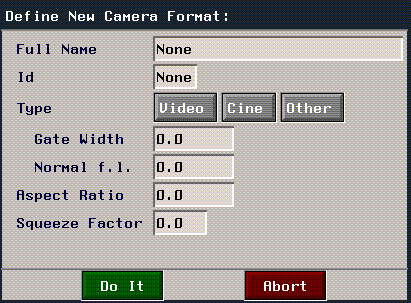 Define New Camera Format:
Full Name None
Id None
Type Video Cine Other
Gate Width 0.0
Normal f.l. 0.0
Aspect Ratio 0.0
Squeeze Factor 0.0
Do It Abort